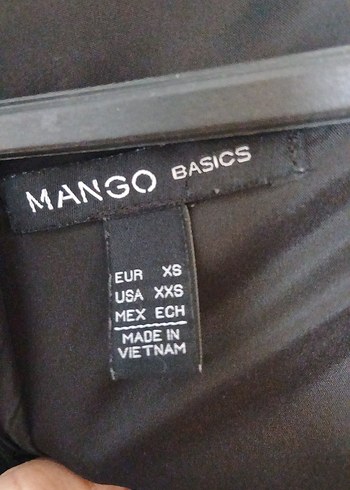 MANGO BASICS
EUR XS
USA XXS
MEX ECH
MADE IN
VIETNAM